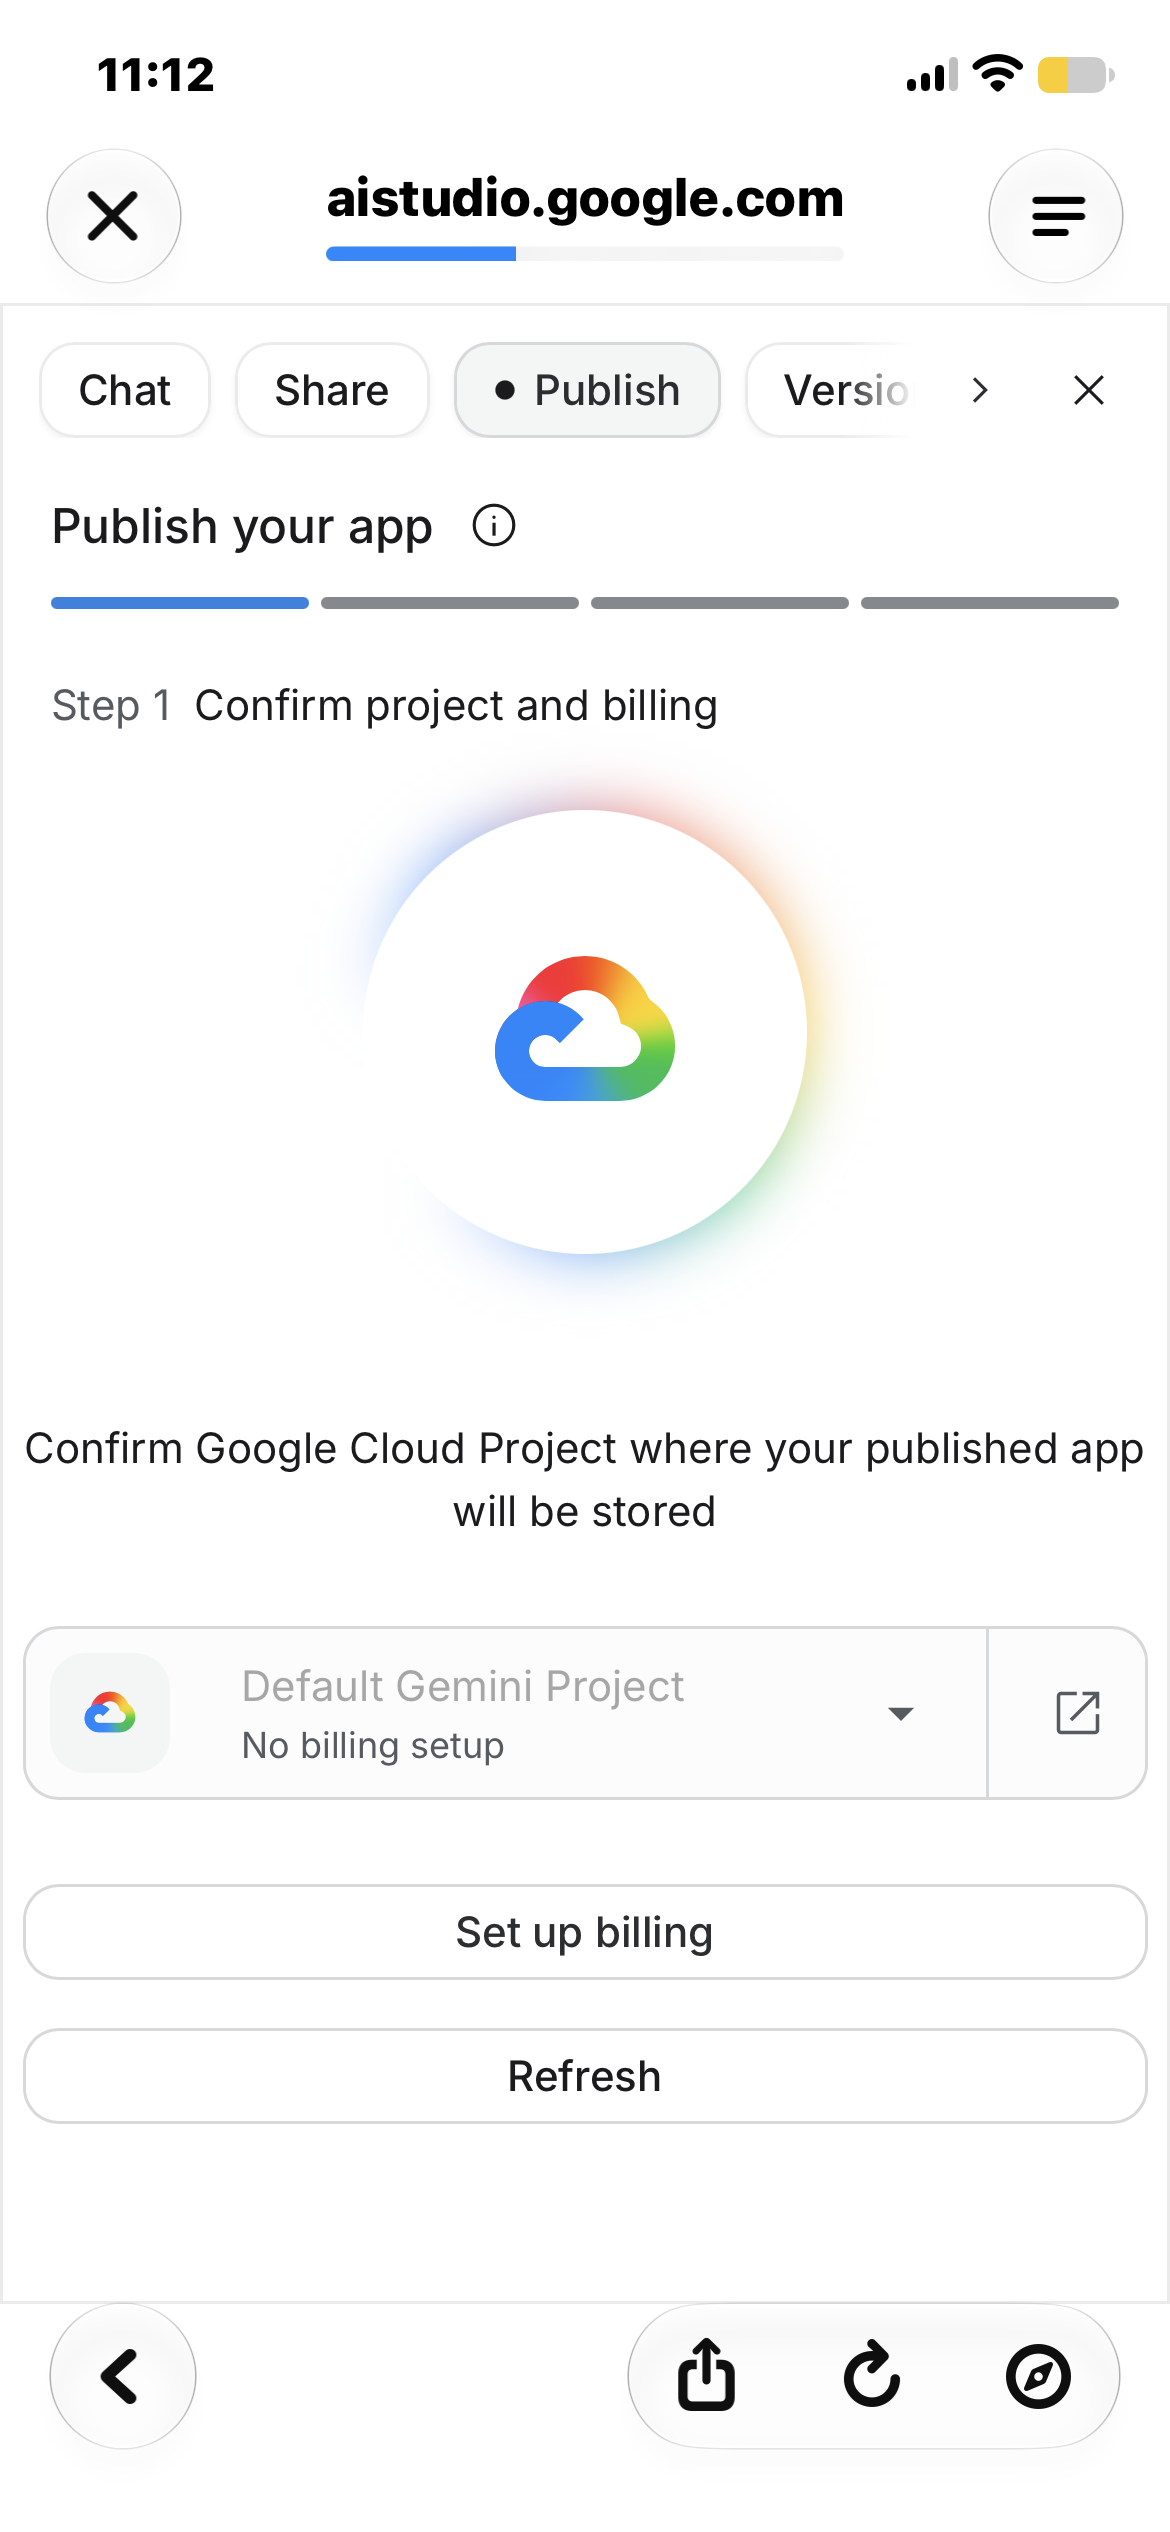 11:12
aistudio.google.com
Chat
Share
Publish
Versio
Publish your app
Step 1 Confirm project and billing
Confirm Google Cloud Project where your published app
will be stored
Default Gemini Project
No billing setup
Set up billing
Refresh